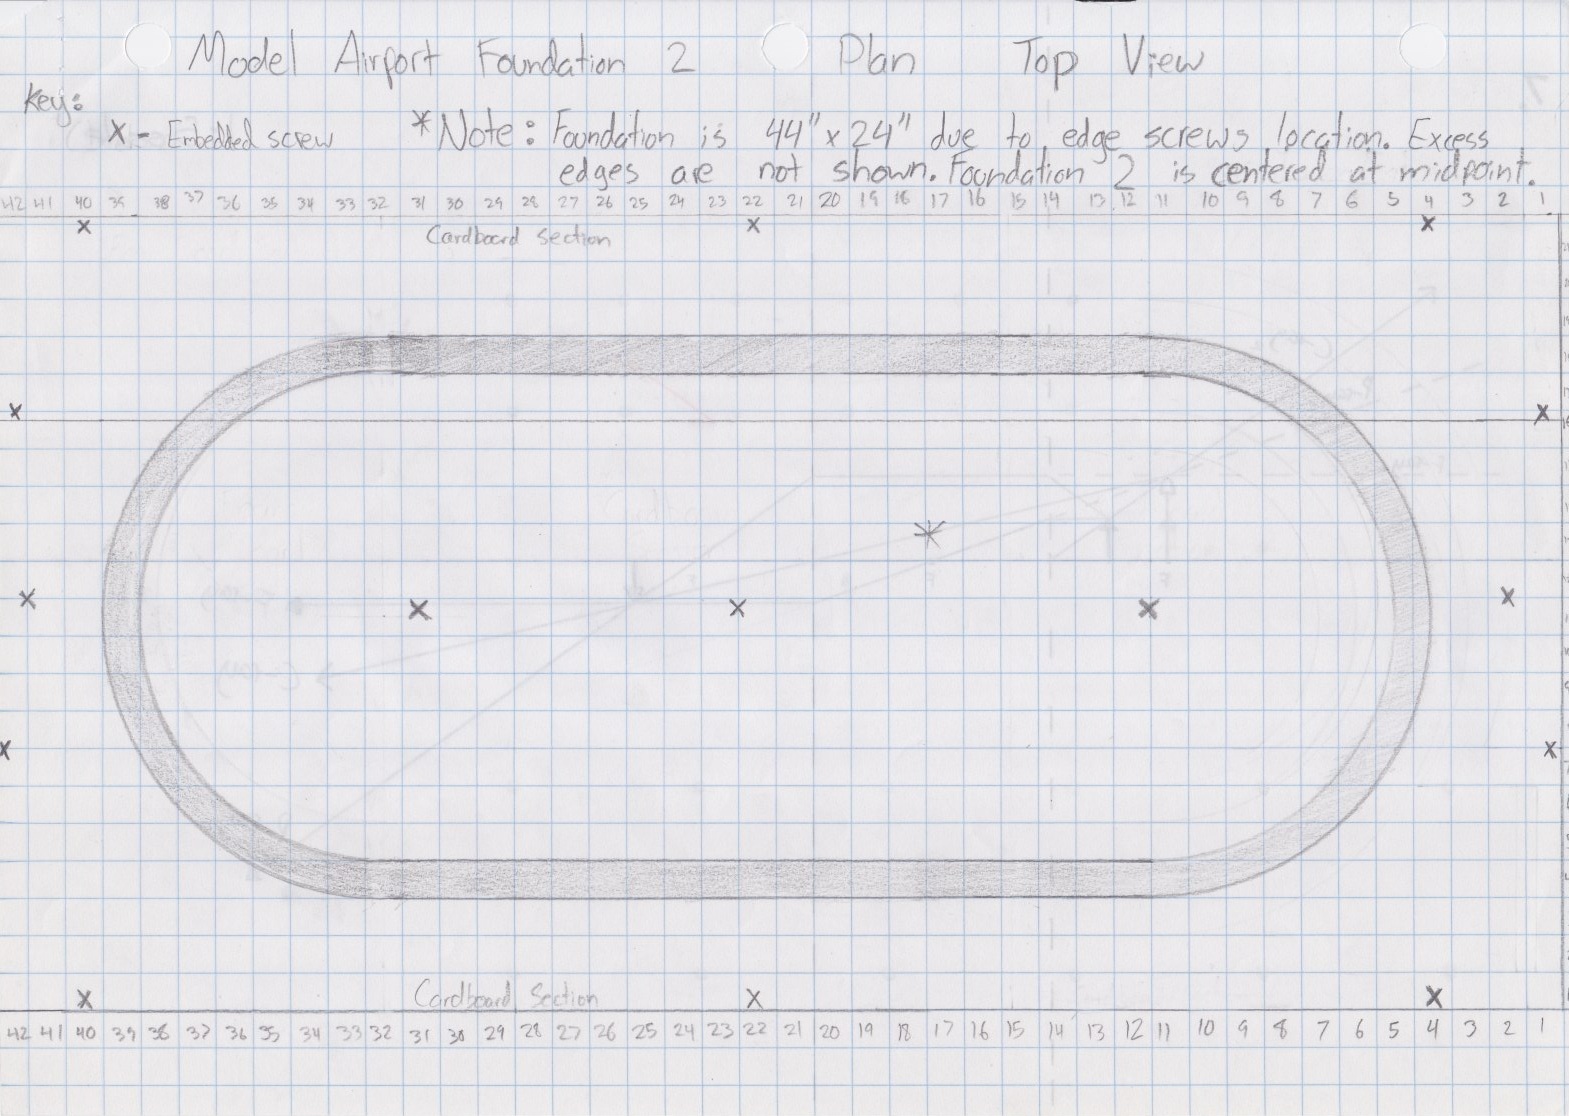 Model Airport Foundation 2 Plan Top View
Key:
X - Embedded screw
*Note: Foundation is 44" x 24" due to edge screws location. Excess
edges are not shown. Foundation 2 is centered at midpoint.
42 41 40 39 38 37 36 35 34 33 32 31 30 29 28 27 26 25 24 23 22 21 20 19 18 17 16 15 14 13 12 11 10 9 8 7 6 5 4 3 2 1
Cardboard Section
Cardboard Section
42 41 40 39 38 37 36 35 34 33 32 31 30 29 28 27 26 25 24 23 22 21 20 19 18 17 16 15 14 13 12 11 10 9 8 7 6 5 4 3 2 1